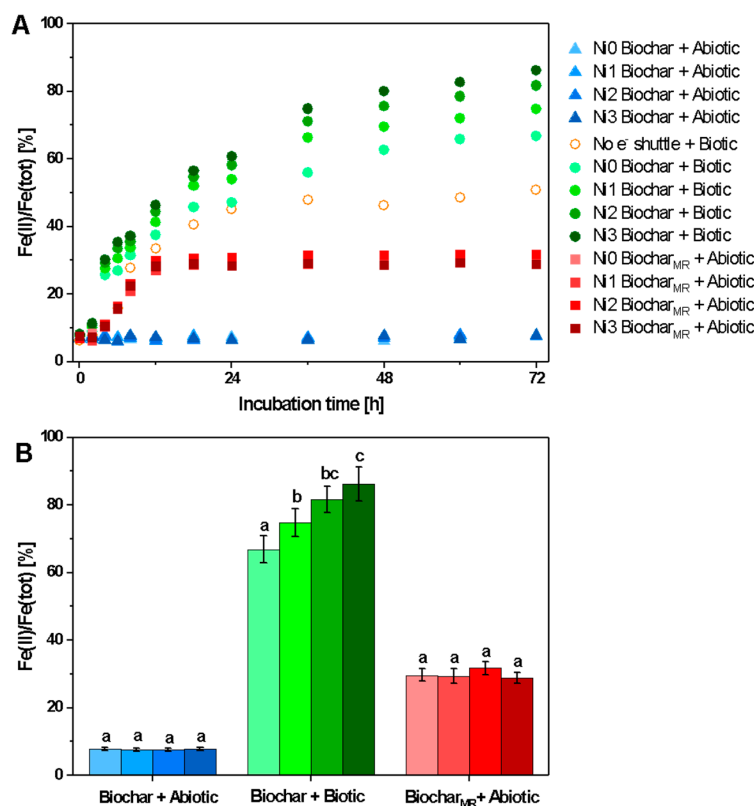 A
Fe(II)/Fe(tot) [%]
100
80
60
40
20
0
0
24
48
72
Incubation time [h]
Ni0 Biochar + Abiotic
Ni1 Biochar + Abiotic
Ni2 Biochar + Abiotic
Ni3 Biochar + Abiotic
No e⁻ shuttle + Biotic
Ni0 Biochar + Biotic
Ni1 Biochar + Biotic
Ni2 Biochar + Biotic
Ni3 Biochar + Biotic
Ni0 BiocharMR + Abiotic
Ni1 BiocharMR + Abiotic
Ni2 BiocharMR + Abiotic
Ni3 BiocharMR + Abiotic
B
Fe(II)/Fe(tot) [%]
100
80
60
40
20
0
a a a a
a b bc c
a a a a
Biochar + Abiotic
Biochar + Biotic
BiocharMR + Abiotic